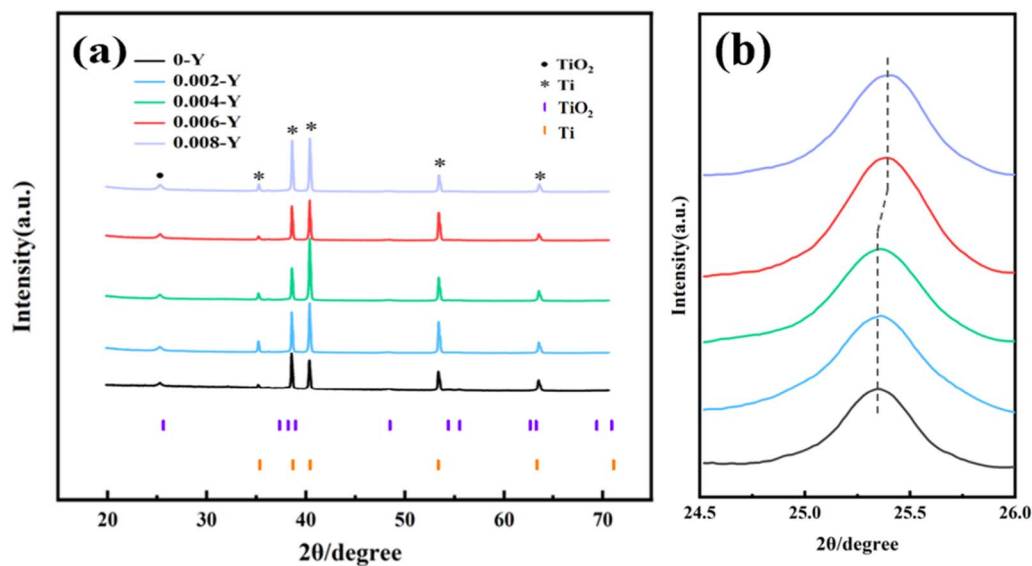 (a)
0-Y
0.002-Y
0.004-Y
0.006-Y
0.008-Y
• TiO₂
* Ti
TiO₂
Ti
* * * * *
•
Intensity(a.u.)
20 30 40 50 60 70
2θ/degree
(b)
Intensity(a.u.)
24.5 25.0 25.5 26.0
2θ/degree